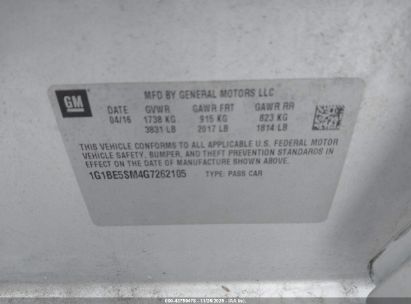 MFD BY GENERAL MOTORS LLC
GM
DATE GVWR GAWR FRT GAWR RR
04/16 1738 KG 915 KG 823 KG
3831 LB 2017 LB 1814 LB
THIS VEHICLE CONFORMS TO ALL APPLICABLE U.S. FEDERAL MOTOR
VEHICLE SAFETY, BUMPER, AND THEFT PREVENTION STANDARDS IN
EFFECT ON THE DATE OF MANUFACTURE SHOWN ABOVE.
1G1BE5SM4G7262105 TYPE: PASS CAR